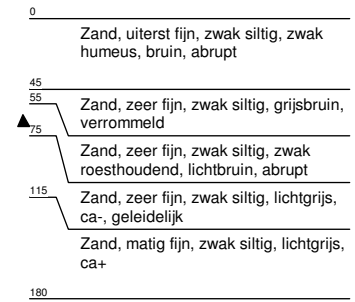 0
Zand, uiterst fijn, zwak siltig, zwak
humeus, bruin, abrupt
45
55
Zand, zeer fijn, zwak siltig, grijsbruin,
verrommeld
75
Zand, zeer fijn, zwak siltig, zwak
roesthoudend, lichtbruin, abrupt
115
Zand, zeer fijn, zwak siltig, lichtgrijs,
ca-, geleidelijk
Zand, matig fijn, zwak siltig, lichtgrijs,
ca+
180